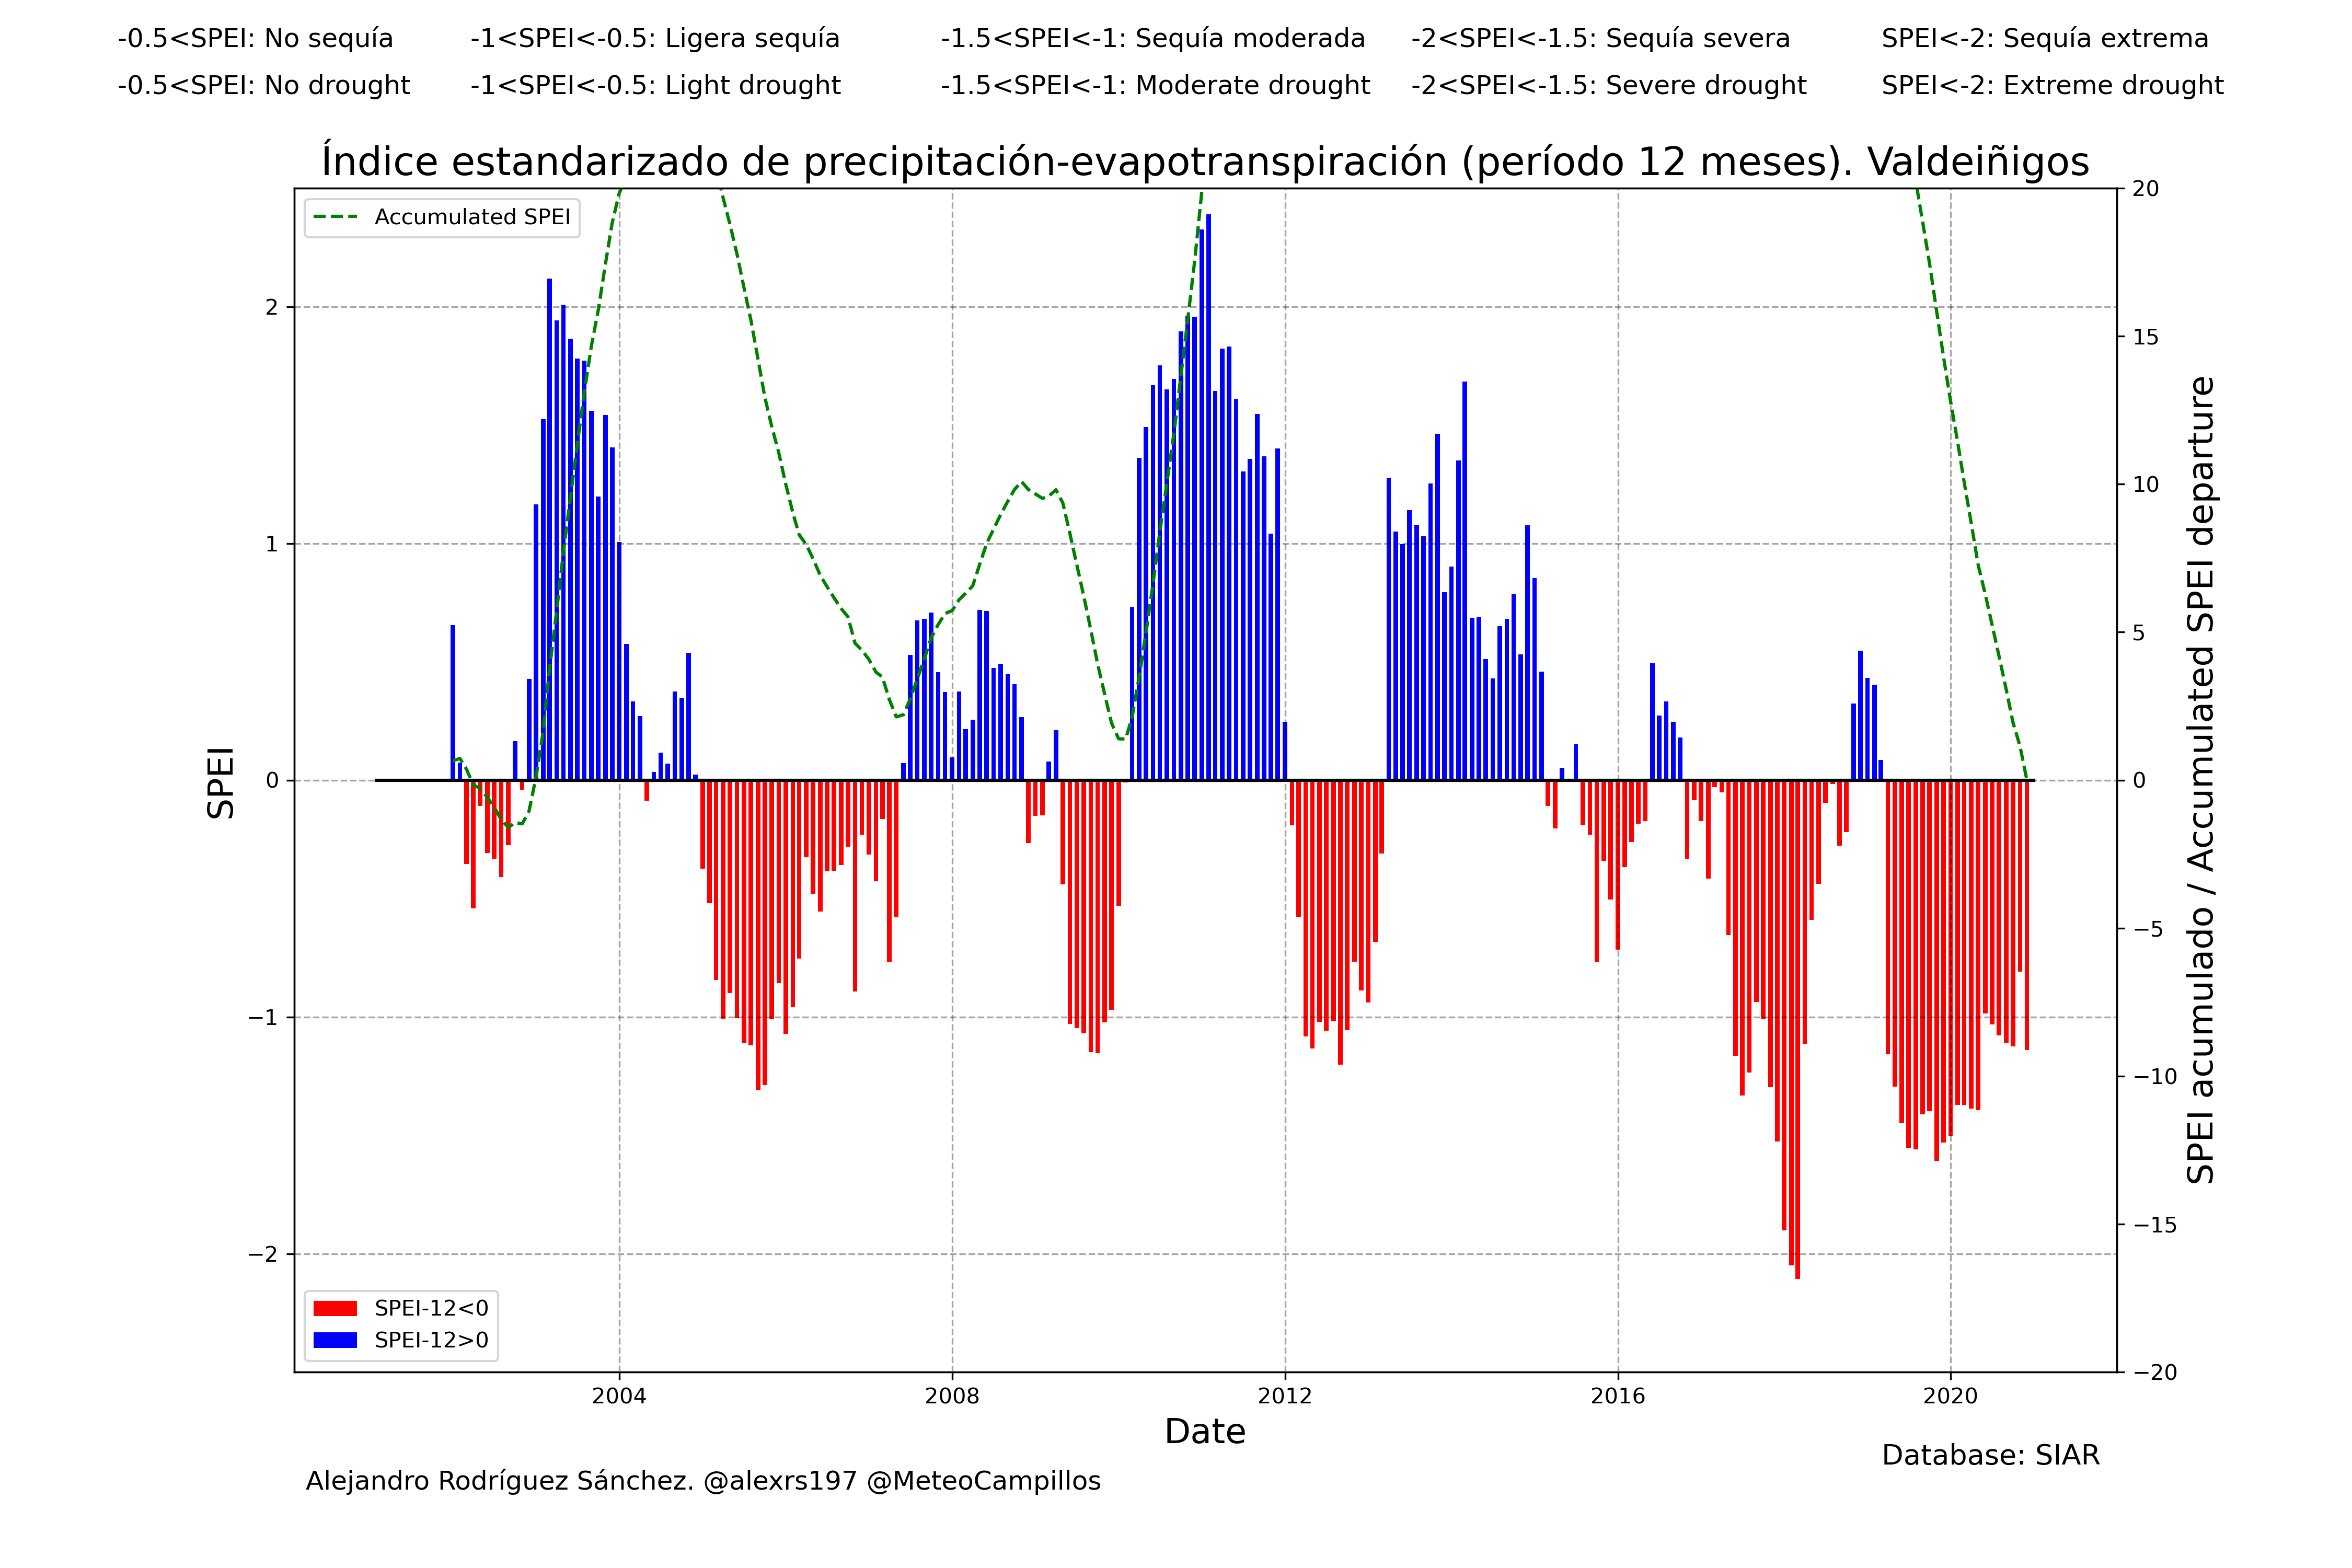 -0.5<SPEI: No sequía -1<SPEI<-0.5: Ligera sequía -1.5<SPEI<-1: Sequía moderada -2<SPEI<-1.5: Sequía severa SPEI<-2: Sequía extrema
-0.5<SPEI: No drought -1<SPEI<-0.5: Light drought -1.5<SPEI<-1: Moderate drought -2<SPEI<-1.5: Severe drought SPEI<-2: Extreme drought
Índice estandarizado de precipitación-evapotranspiración (período 12 meses). Valdeiñigos
Accumulated SPEI
SPEI
2
1
0
−1
−2
20
15
10
5
0
−5
−10
−15
−20
SPEI acumulado / Accumulated SPEI departure
SPEI-12<0
SPEI-12>0
2004 2008 2012 2016 2020
Date
Database: SIAR
Alejandro Rodríguez Sánchez. @alexrs197 @MeteoCampillos